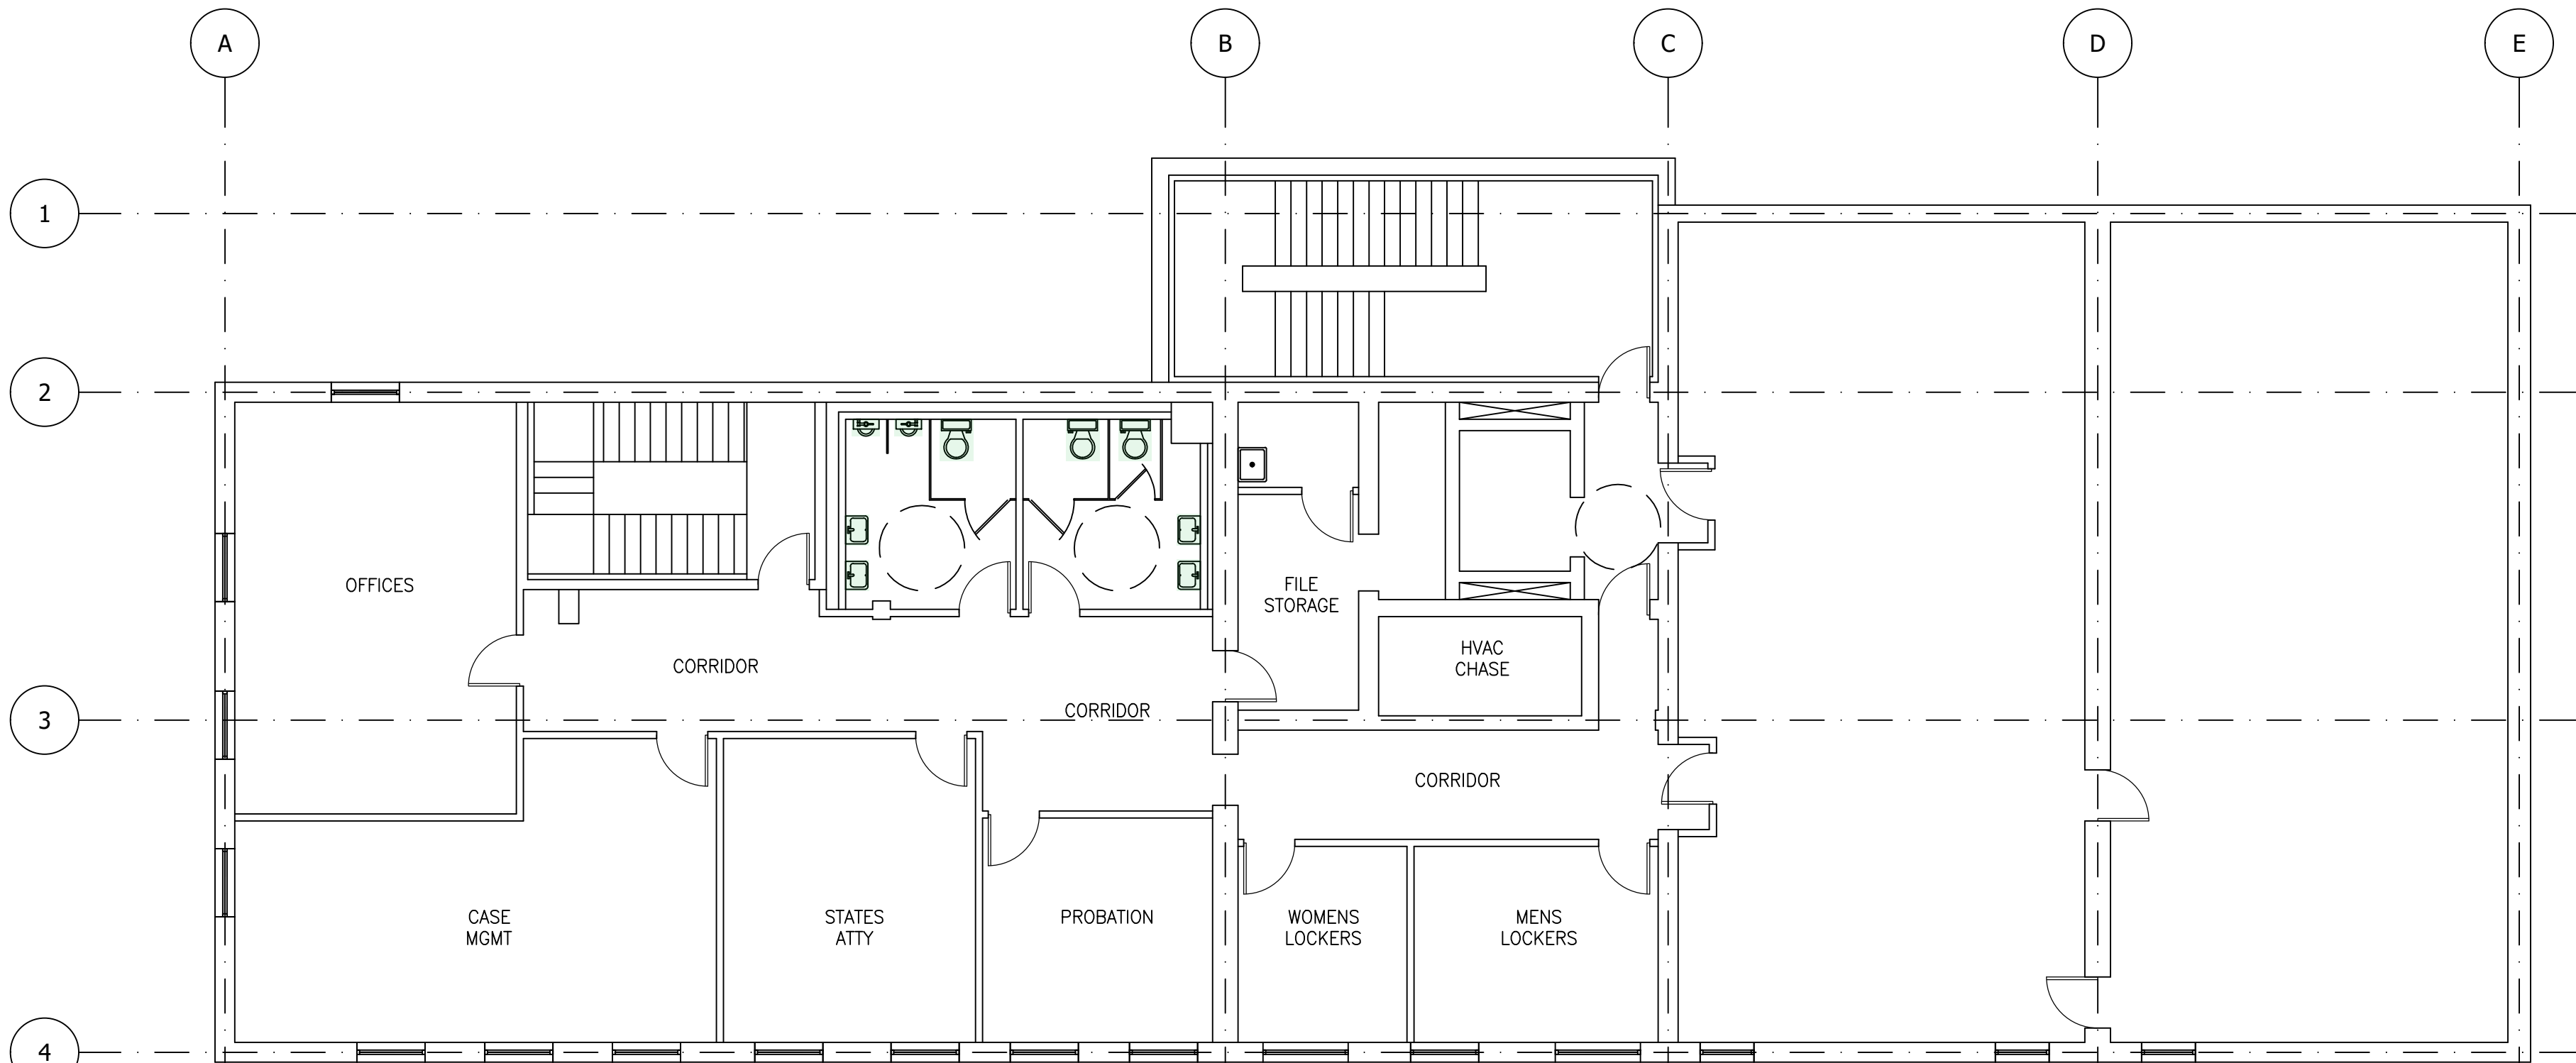 A
B
C
D
E
1
2
3
4
OFFICES
FILE
STORAGE
HVAC
CHASE
CORRIDOR
CORRIDOR
CORRIDOR
CASE
MGMT
STATES
ATTY
PROBATION
WOMENS
LOCKERS
MENS
LOCKERS